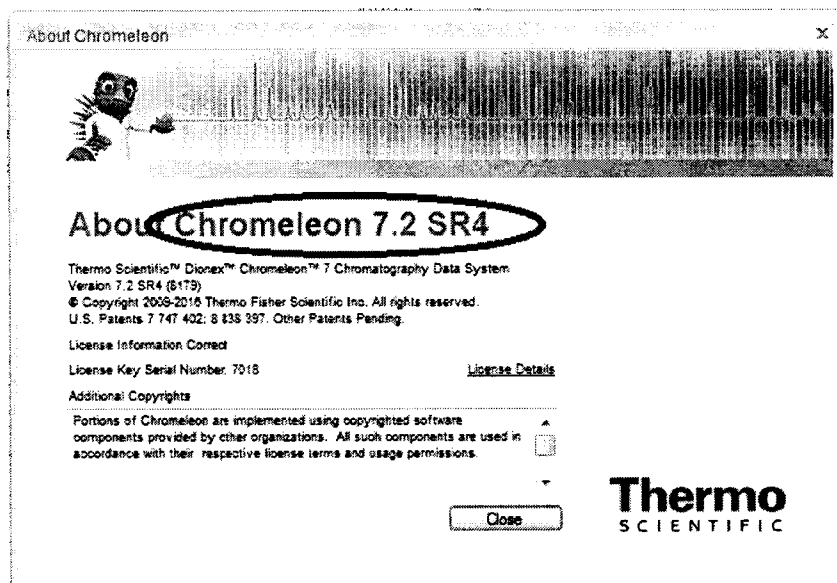 About Chromeleon
x
About Chromeleon 7.2 SR4
Thermo Scientific™ Dionex™ Chromeleon™ 7 Chromatography Data System
Version 7.2 SR4 (8179)
© Copyright 2009-2016 Thermo Fisher Scientific Inc. All rights reserved.
U.S. Patents 7 747 402; 8 838 397. Other Patents Pending.
License Information Correct
License Key Serial Number: 7018
License Details
Additional Copyrights
Portions of Chromeleon are implemented using copyrighted software
components provided by other organizations. All such components are used in
accordance with their respective license terms and usage permissions.
Close
Thermo
SCIENTIFIC